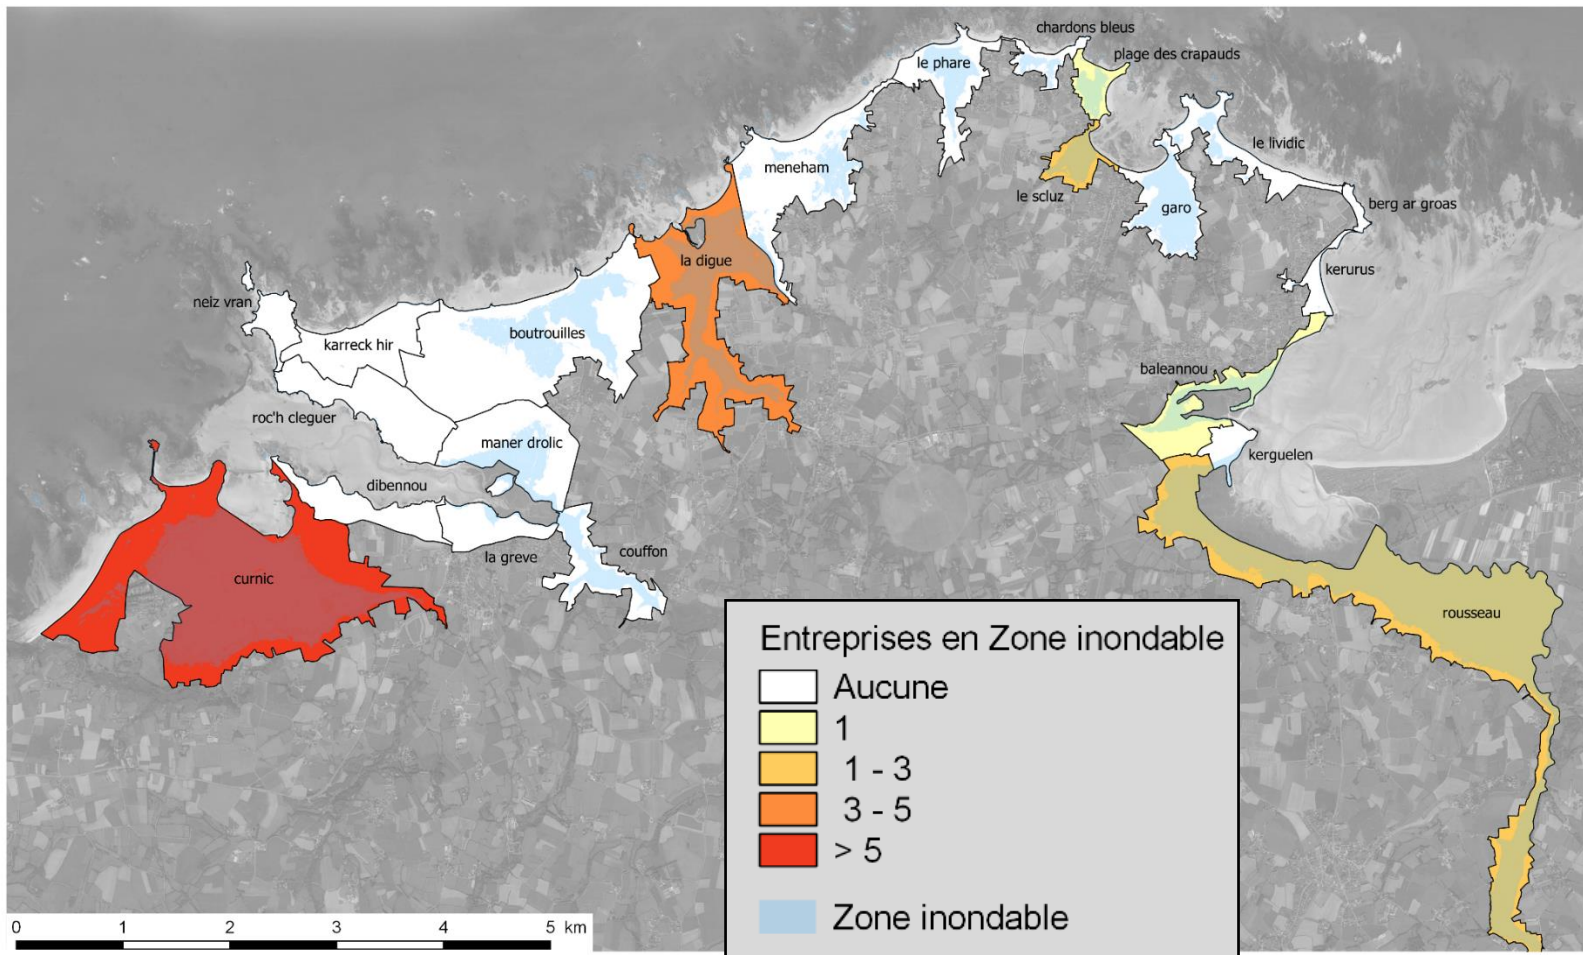 chardons bleus
plage des crapauds
le phare
le lividic
meneham
le scluz
garo
berg ar groas
la digue
kerurus
neiz vran
boutrouilles
karreck hir
baleannou
roc'h cleguer
maner drolic
kerguelen
dibennou
la greve
couffon
curnic
rousseau
Entreprises en Zone inondable
Aucune
1
1 - 3
3 - 5
> 5
Zone inondable
0 1 2 3 4 5 km